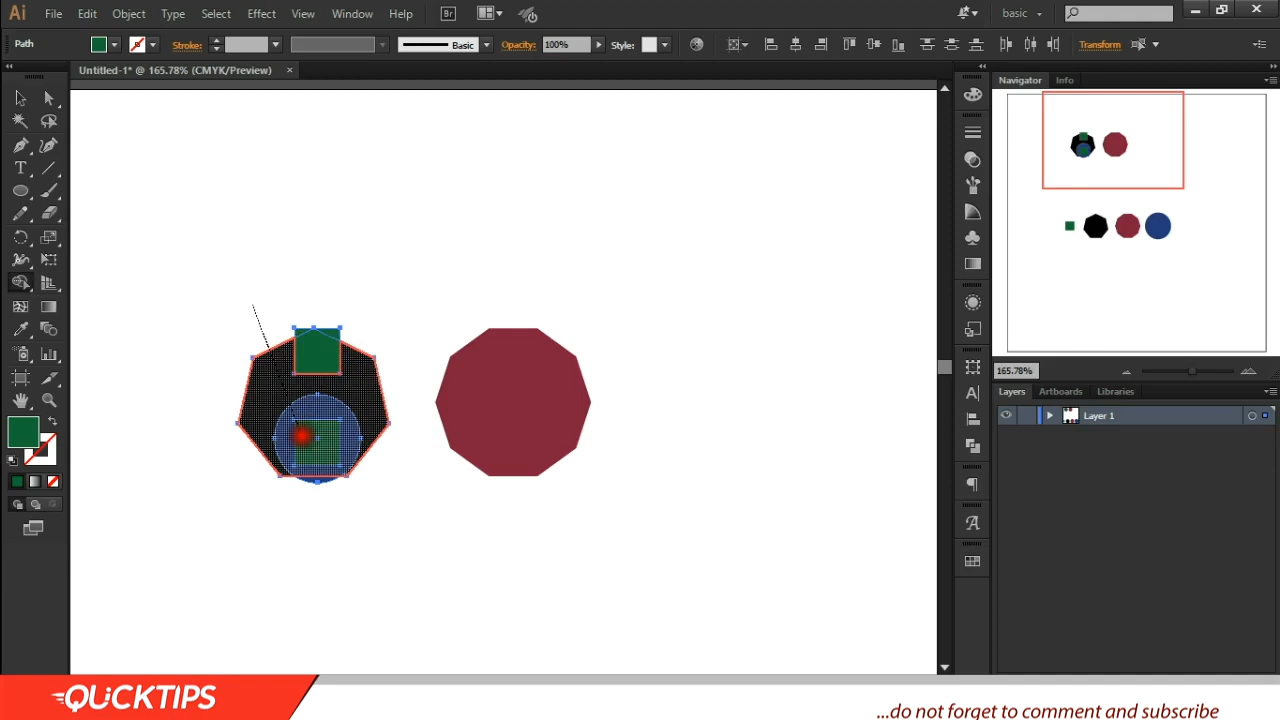 Ai File Edit Object Type Select Effect View Window Help Br basic
Path Stroke: Basic Opacity: 100% Style: Transform
Untitled-1* @ 165.78% (CMYK/Preview) ×
Navigator Info
165.78%
Layers Artboards Libraries
Layer 1
QUCKTIPS
...do not forget to comment and subscribe